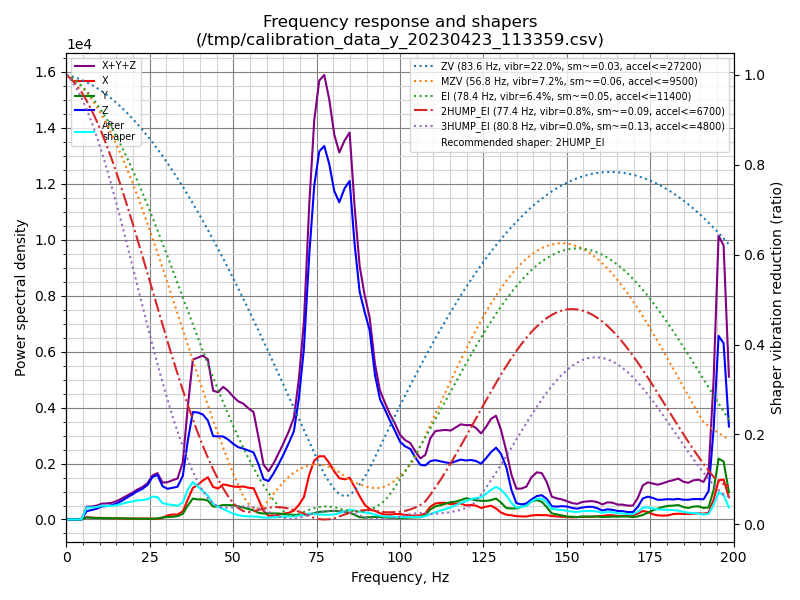 Frequency response and shapers
(/tmp/calibration_data_y_20230423_113359.csv)
1e4
X+Y+Z
X
Y
Z
After
shaper
ZV (83.6 Hz, vibr=22.0%, sm~=0.03, accel<=27200)
MZV (56.8 Hz, vibr=7.2%, sm~=0.06, accel<=9500)
EI (78.4 Hz, vibr=6.4%, sm~=0.05, accel<=11400)
2HUMP_EI (77.4 Hz, vibr=0.8%, sm~=0.09, accel<=6700)
3HUMP_EI (80.8 Hz, vibr=0.0%, sm~=0.13, accel<=4800)
Recommended shaper: 2HUMP_EI
Power spectral density
1.6
1.4
1.2
1.0
0.8
0.6
0.4
0.2
0.0
1.0
0.8
0.6
0.4
0.2
0.0
Shaper vibration reduction (ratio)
0 25 50 75 100 125 150 175 200
Frequency, Hz